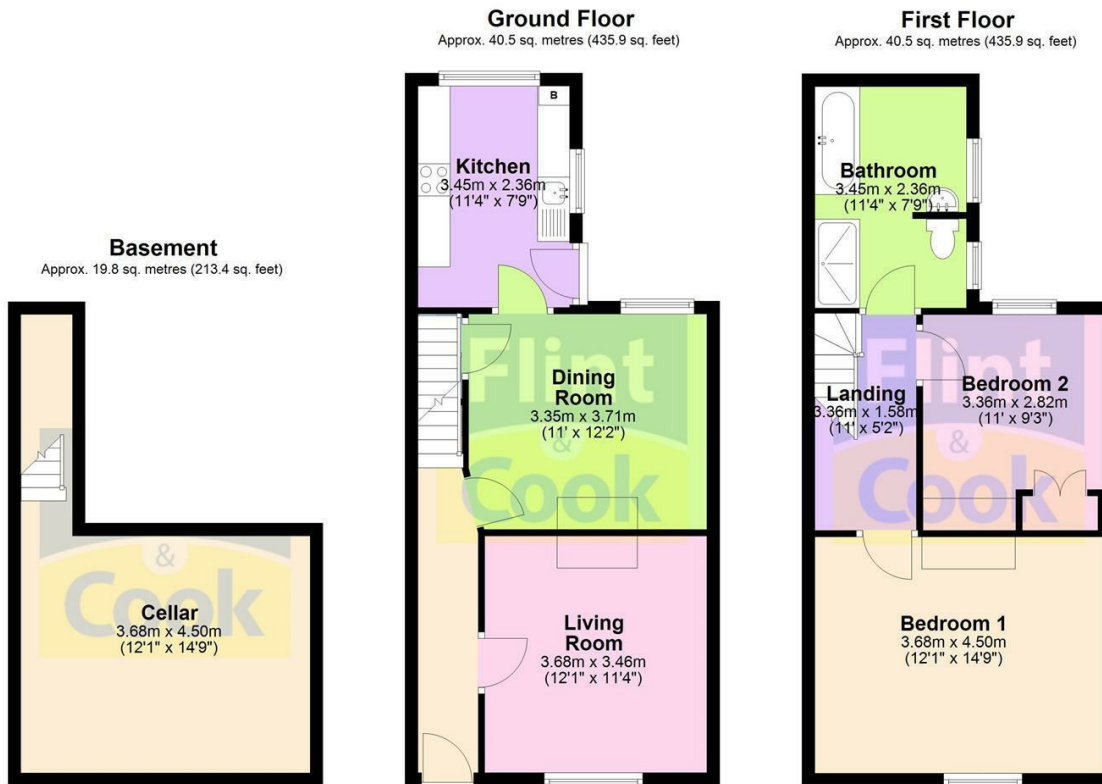 Basement
Approx. 19.8 sq. metres (213.4 sq. feet)
&
Cook
Cellar
3.68m x 4.50m
(12'1" x 14'9")
Ground Floor
Approx. 40.5 sq. metres (435.9 sq. feet)
B
Kitchen
3.45m x 2.36m
(11'4" x 7'9")
Flint
&
Cook
Dining
Room
3.35m x 3.71m
(11' x 12'2")
Living
Room
3.68m x 3.46m
(12'1" x 11'4")
First Floor
Approx. 40.5 sq. metres (435.9 sq. feet)
Bathroom
3.45m x 2.36m
(11'4" x 7'9")
Flint
&
Cook
Landing
3.36m x 1.58m
(11' x 5'2")
Bedroom 2
3.36m x 2.82m
(11' x 9'3")
Bedroom 1
3.68m x 4.50m
(12'1" x 14'9")